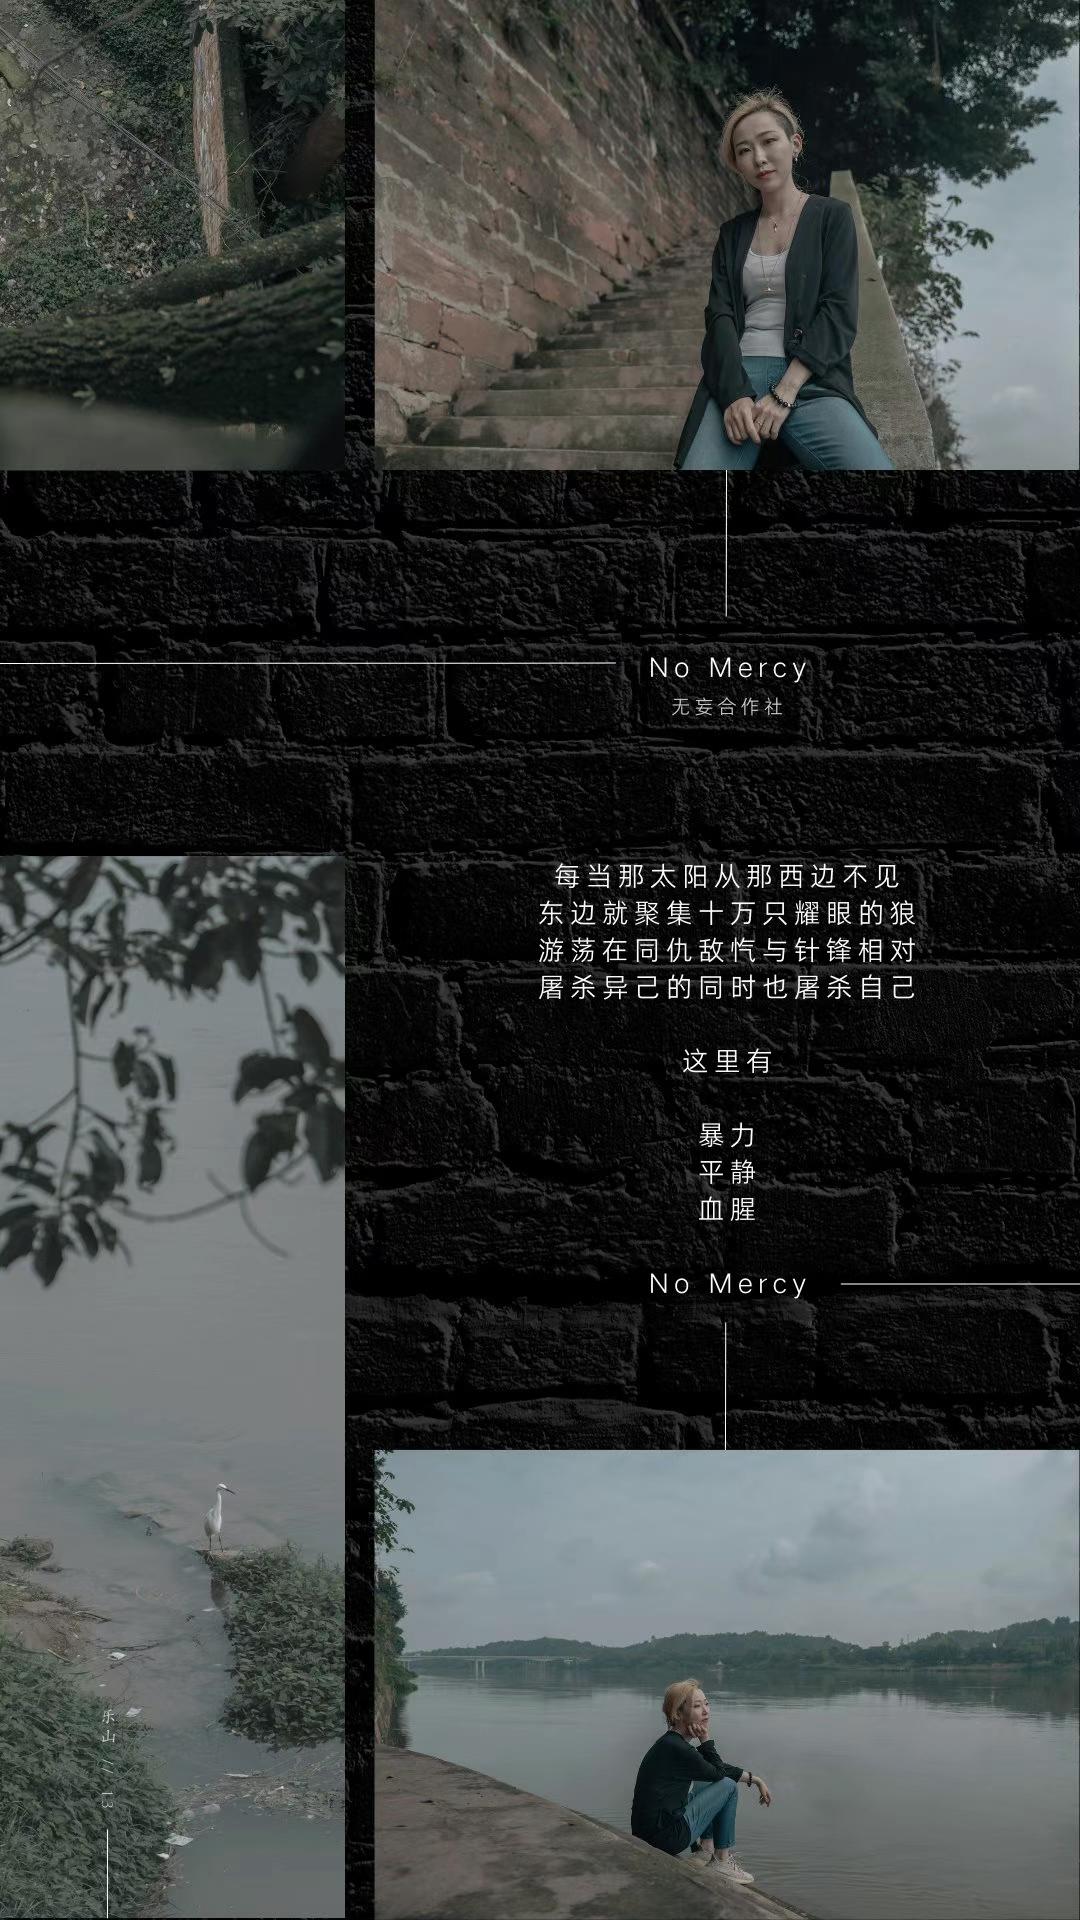 No Mercy
无妄合作社
每当那太阳从那西边不见
东边就聚集十万只耀眼的狼
游荡在同仇敌忾与针锋相对
屠杀异己的同时也屠杀自己
这里有
暴力
平静
血腥
No Mercy
乐山 // 13